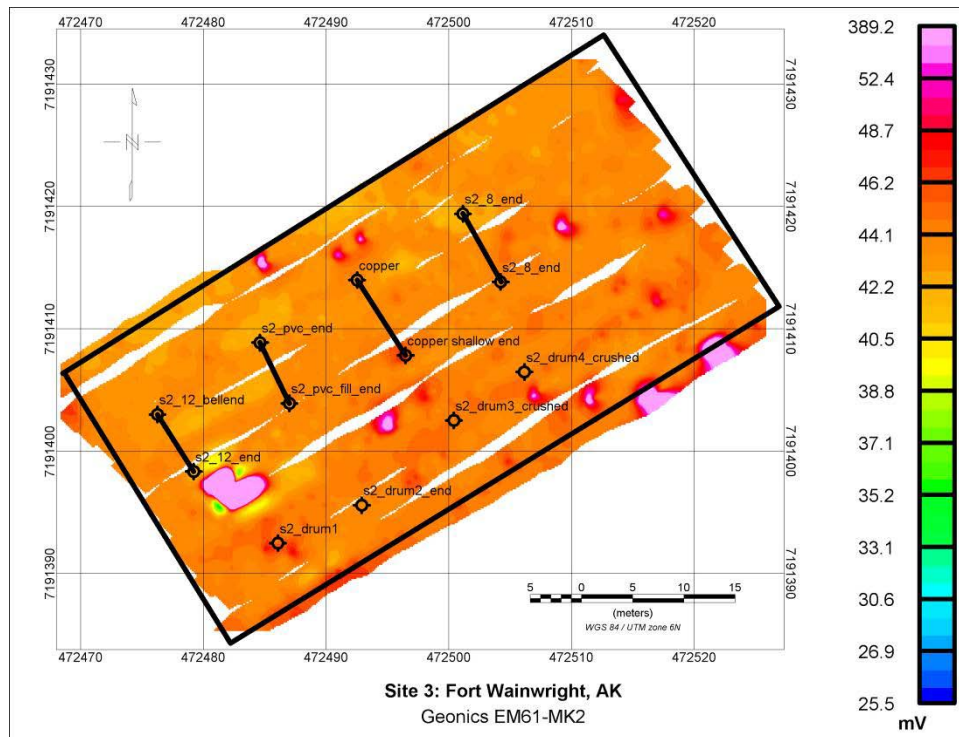 472470 472480 472490 472500 472510 472520
389.2
52.4
48.7
46.2
44.1
42.2
40.5
38.8
37.1
35.2
33.1
30.6
26.9
25.5
mV
7191430 7191430
7191420 7191420
7191410 7191410
7191400 7191400
7191390 7191390
N
s2_8_end
s2_8_end
copper
copper shallow end
s2_pvc_end
s2_pvc_fill_end
s2_drum4_crushed
s2_drum3_crushed
s2_12_bellend
s2_12_end
s2_drum2_end
s2_drum1
5 0 5 10 15
(meters)
WGS 84 / UTM zone 6N
472470 472480 472490 472500 472510 472520
Site 3: Fort Wainwright, AK
Geonics EM61-MK2